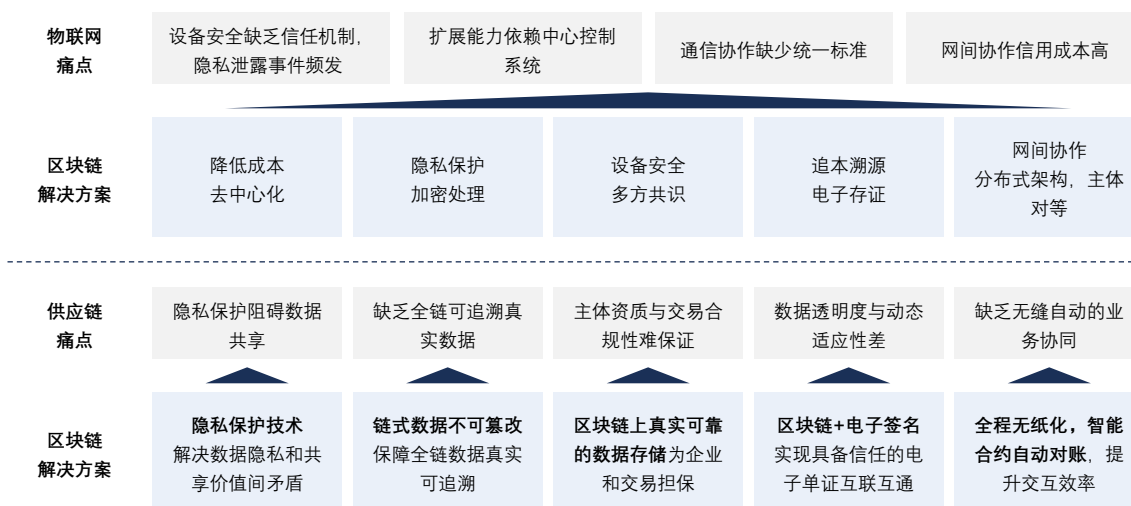 物联网
痛点
设备安全缺乏信任机制,
隐私泄露事件频发
扩展能力依赖中心控制
系统
通信协作缺少统一标准
网间协作信用成本高
区块链
解决方案
降低成本
去中心化
隐私保护
加密处理
设备安全
多方共识
追本溯源
电子存证
网间协作
分布式架构，主体
对等
供应链
痛点
隐私保护阻碍数据
共享
缺乏全链可追溯真
实数据
主体资质与交易合
规性难保证
数据透明度与动态
适应性差
缺乏无缝自动的业
务协同
区块链
解决方案
隐私保护技术
解决数据隐私和共
享价值间矛盾
链式数据不可篡改
保障全链数据真实
可追溯
区块链上真实可靠
的数据存储为企业
和交易担保
区块链+电子签名
实现具备信任的电
子单证互联互通
全程无纸化，智能
合约自动对账，提
升交互效率